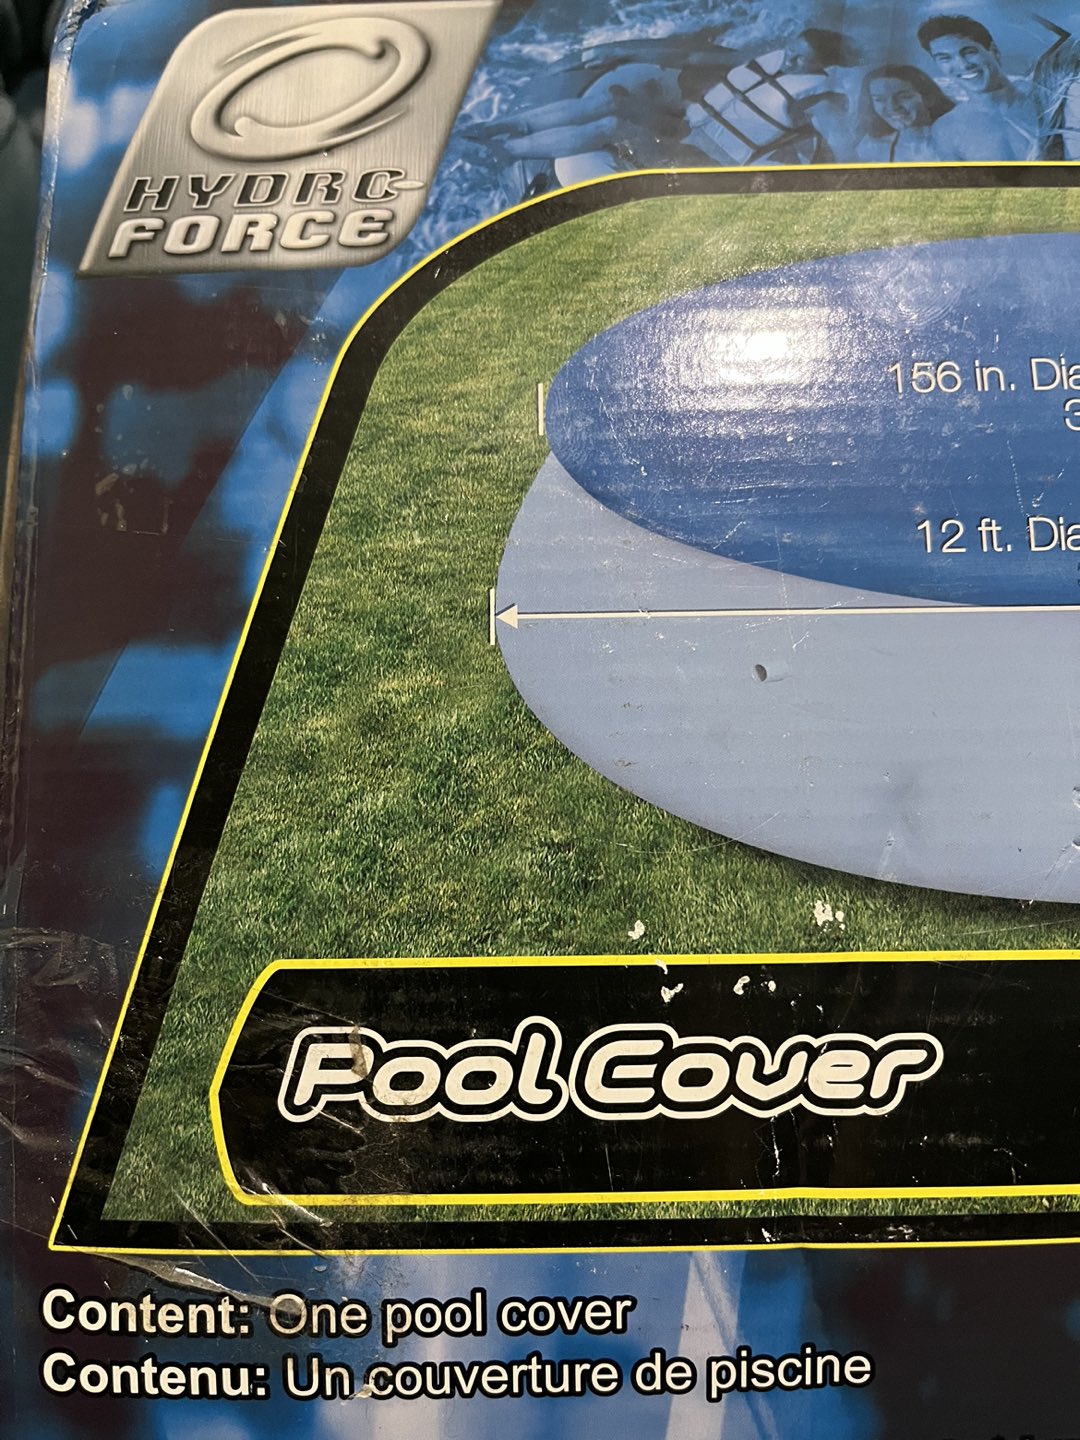 HYDRO-
FORCE
156 in. Dia
3
12 ft. Dia
Pool Cover
Content: One pool cover
Contenu: Un couverture de piscine